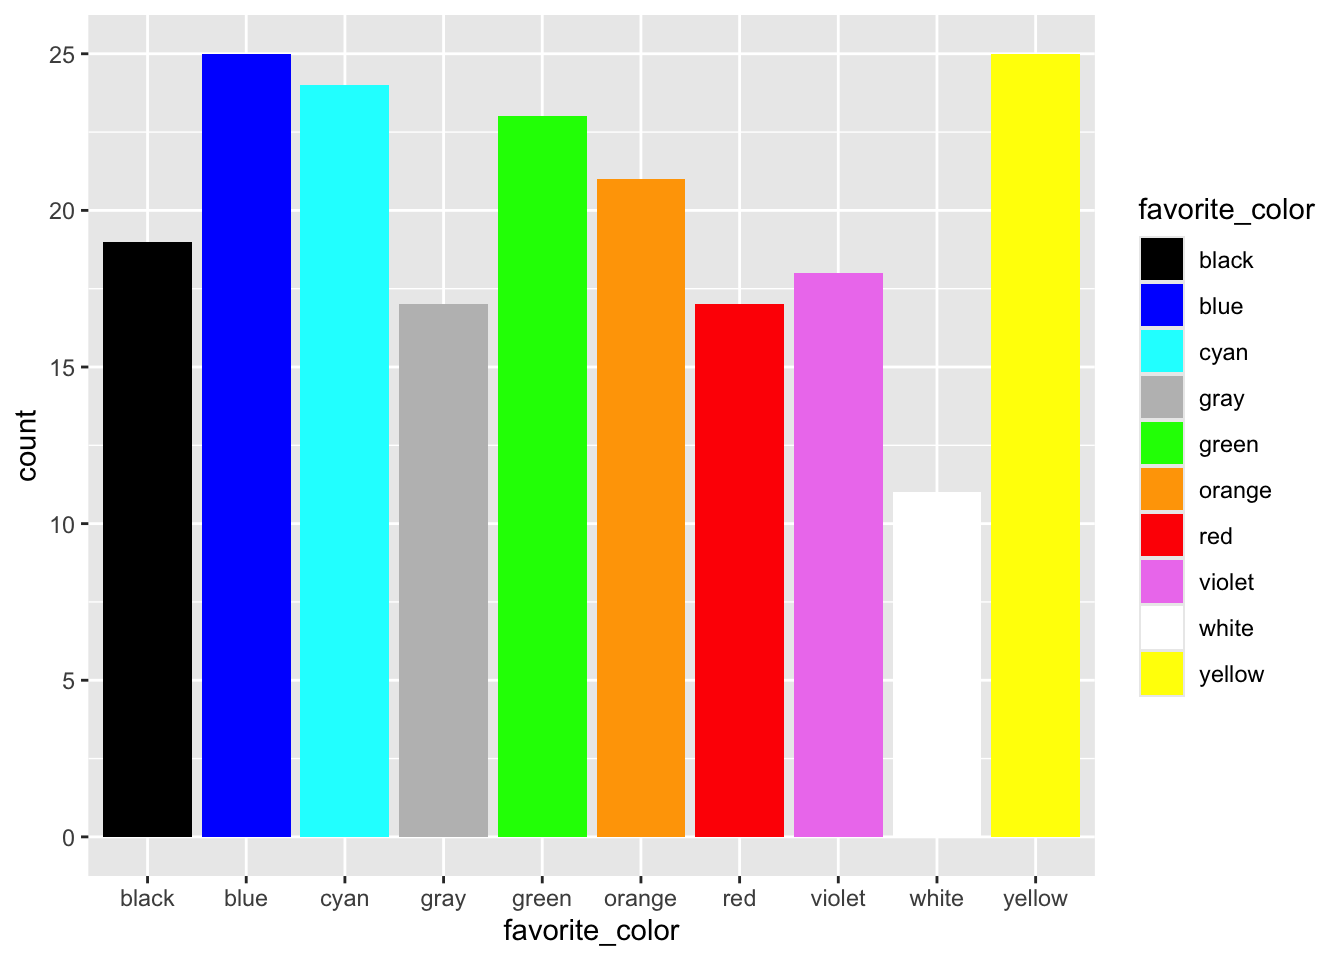 25
20
15
10
5
0
count
black blue cyan gray green orange red violet white yellow
favorite_color
favorite_color
black
blue
cyan
gray
green
orange
red
violet
white
yellow